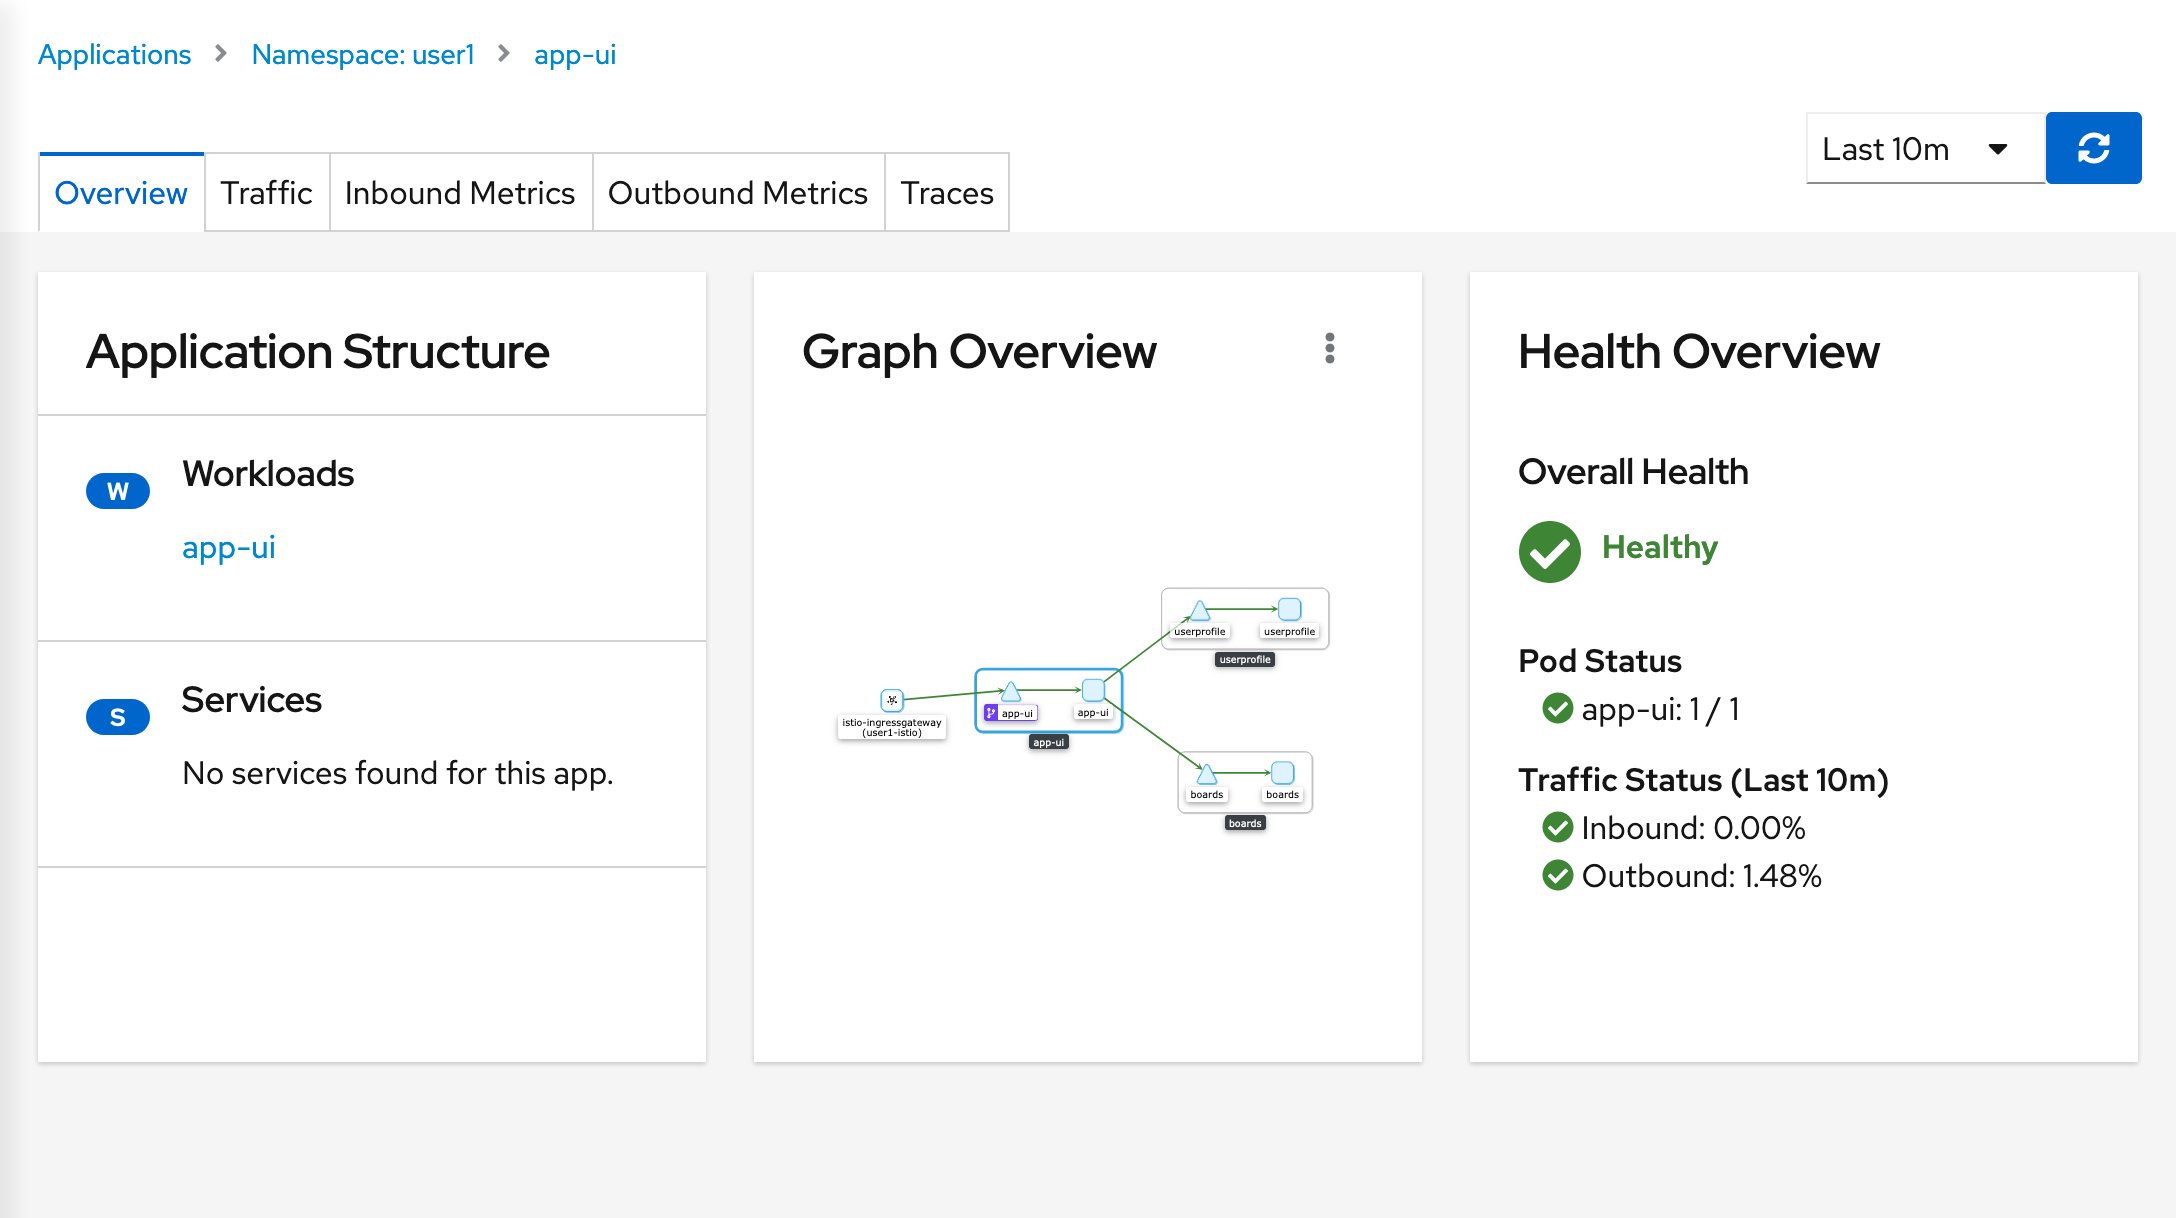 Applications > Namespace: user1 > app-ui
Last 10m
Overview Traffic Inbound Metrics Outbound Metrics Traces
Application Structure
W Workloads
app-ui
S Services
No services found for this app.
Graph Overview
userprofile userprofile
userprofile
istio-ingressgateway
(user1-istio)
app-ui app-ui
app-ui
boards boards
boards
Health Overview
Overall Health
Healthy
Pod Status
app-ui: 1 / 1
Traffic Status (Last 10m)
Inbound: 0.00%
Outbound: 1.48%